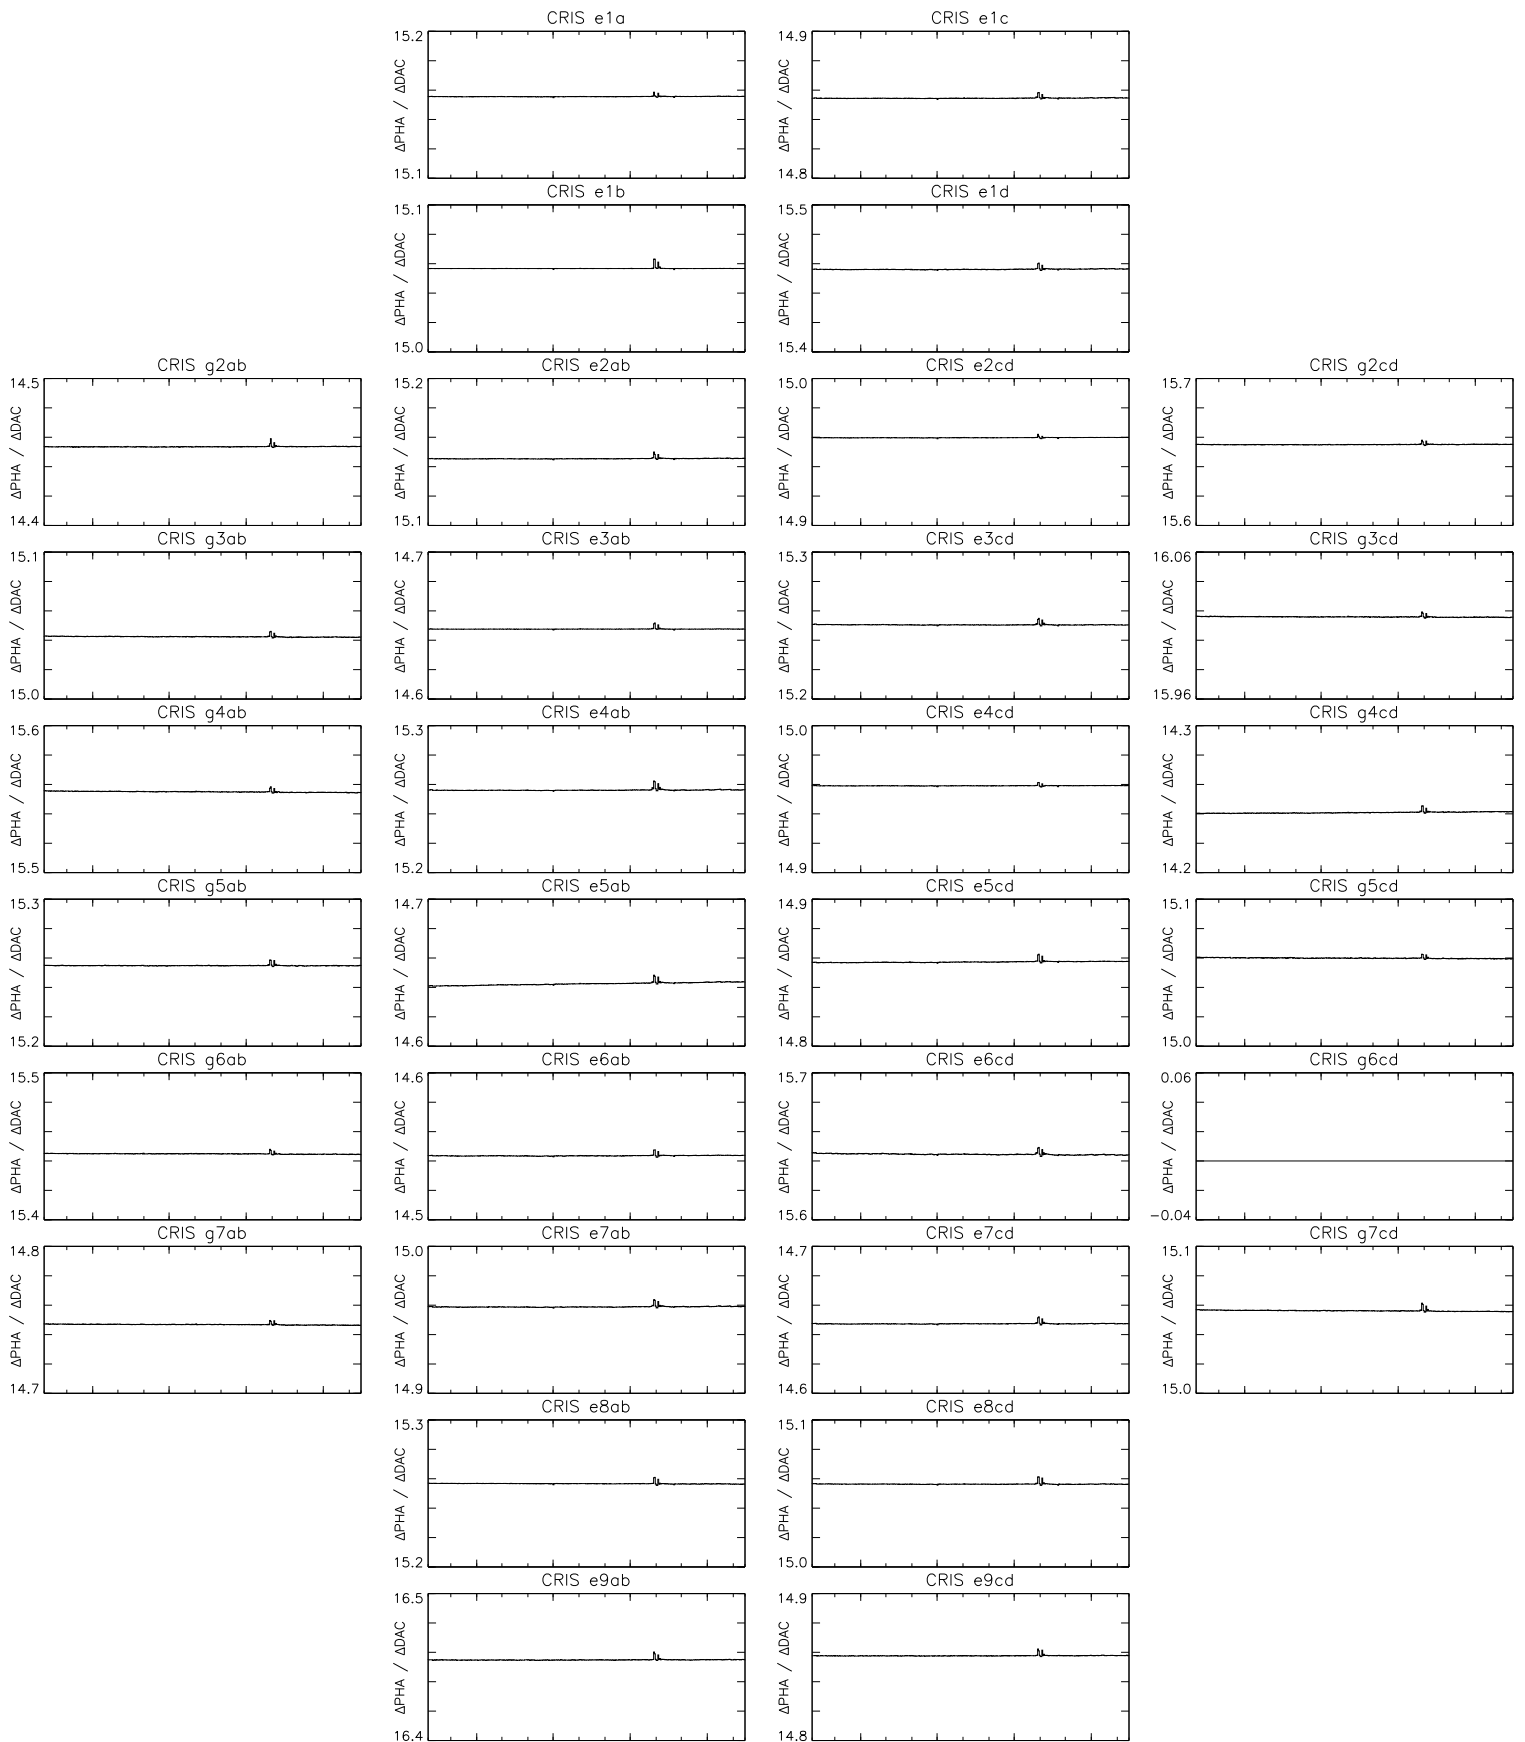 CRIS e1a
15.2
ΔPHA / ΔDAC
15.1
CRIS e1c
14.9
ΔPHA / ΔDAC
14.8
CRIS e1b
15.1
ΔPHA / ΔDAC
15.0
CRIS e1d
15.5
ΔPHA / ΔDAC
15.4
CRIS g2ab
14.5
ΔPHA / ΔDAC
14.4
CRIS e2ab
15.2
ΔPHA / ΔDAC
15.1
CRIS e2cd
15.0
ΔPHA / ΔDAC
14.9
CRIS g2cd
15.7
ΔPHA / ΔDAC
15.6
CRIS g3ab
15.1
ΔPHA / ΔDAC
15.0
CRIS e3ab
14.7
ΔPHA / ΔDAC
14.6
CRIS e3cd
15.3
ΔPHA / ΔDAC
15.2
CRIS g3cd
16.06
ΔPHA / ΔDAC
15.96
CRIS g4ab
15.6
ΔPHA / ΔDAC
15.5
CRIS e4ab
15.3
ΔPHA / ΔDAC
15.2
CRIS e4cd
15.0
ΔPHA / ΔDAC
14.9
CRIS g4cd
14.3
ΔPHA / ΔDAC
14.2
CRIS g5ab
15.3
ΔPHA / ΔDAC
15.2
CRIS e5ab
14.7
ΔPHA / ΔDAC
14.6
CRIS e5cd
14.9
ΔPHA / ΔDAC
14.8
CRIS g5cd
15.1
ΔPHA / ΔDAC
15.0
CRIS g6ab
15.5
ΔPHA / ΔDAC
15.4
CRIS e6ab
14.6
ΔPHA / ΔDAC
14.5
CRIS e6cd
15.7
ΔPHA / ΔDAC
15.6
CRIS g6cd
0.06
ΔPHA / ΔDAC
−0.04
CRIS g7ab
14.8
ΔPHA / ΔDAC
14.7
CRIS e7ab
15.0
ΔPHA / ΔDAC
14.9
CRIS e7cd
14.7
ΔPHA / ΔDAC
14.6
CRIS g7cd
15.1
ΔPHA / ΔDAC
15.0
CRIS e8ab
15.3
ΔPHA / ΔDAC
15.2
CRIS e8cd
15.1
ΔPHA / ΔDAC
15.0
CRIS e9ab
16.5
ΔPHA / ΔDAC
16.4
CRIS e9cd
14.9
ΔPHA / ΔDAC
14.8